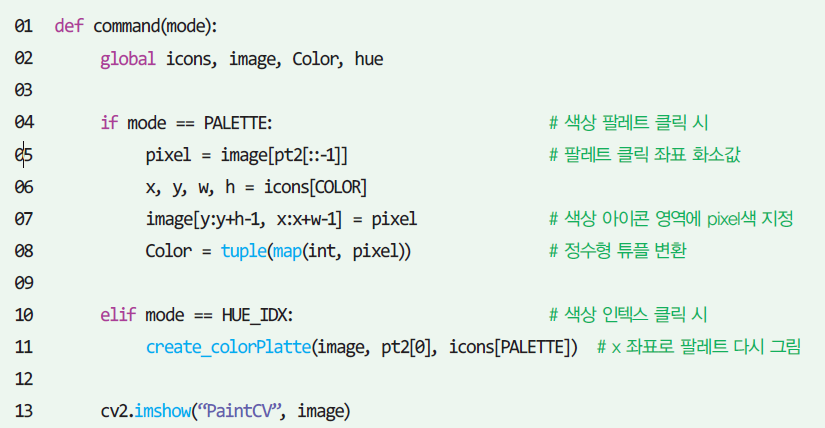 01 def command(mode):
02 global icons, image, Color, hue
03
04 if mode == PALETTE: # 색상 팔레트 클릭 시
05 pixel = image[pt2[::-1]] # 팔레트 클릭 좌표 화소값
06 x, y, w, h = icons[COLOR]
07 image[y:y+h-1, x:x+w-1] = pixel # 색상 아이콘 영역에 pixel색 지정
08 Color = tuple(map(int, pixel)) # 정수형 튜플 변환
09
10 elif mode == HUE_IDX: # 색상 인텍스 클릭 시
11 create_colorPlatte(image, pt2[0], icons[PALETTE]) # x 좌표로 팔레트 다시 그림
12
13 cv2.imshow(“PaintCV”, image)